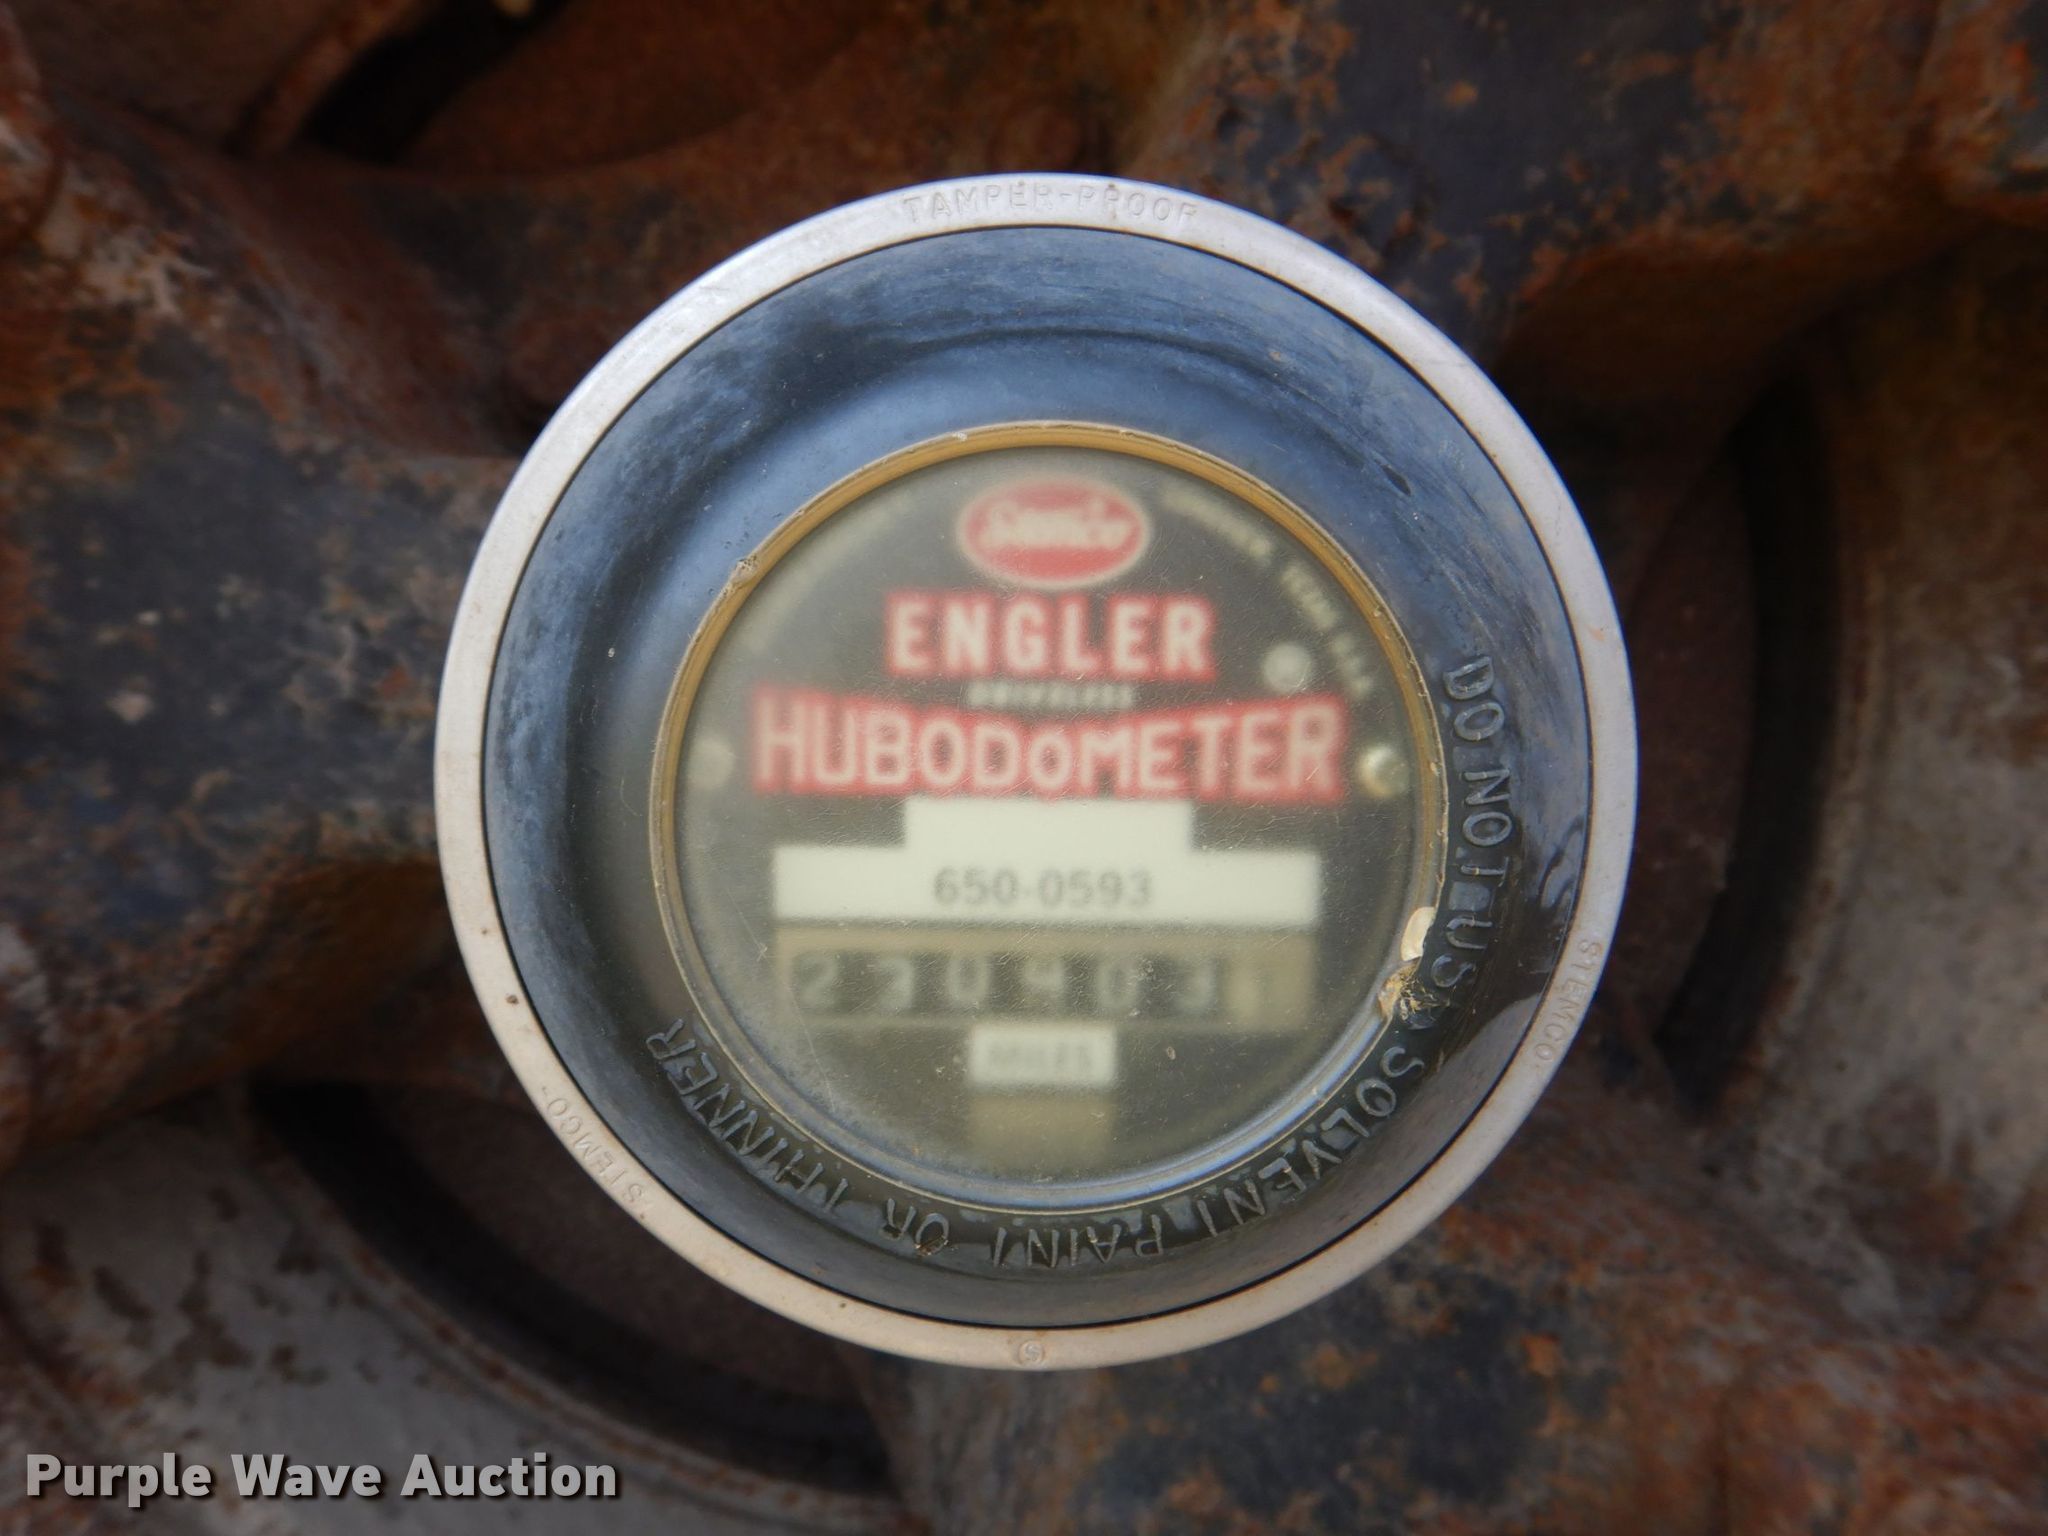 TAMPER-PROOF
Stemco
ENGLER
HUBODOMETER
650-0593
MILES
DO NOT USE SOLVENT PAINT OR THINNER
STEMCO
STEMCO
S
Purple Wave Auction